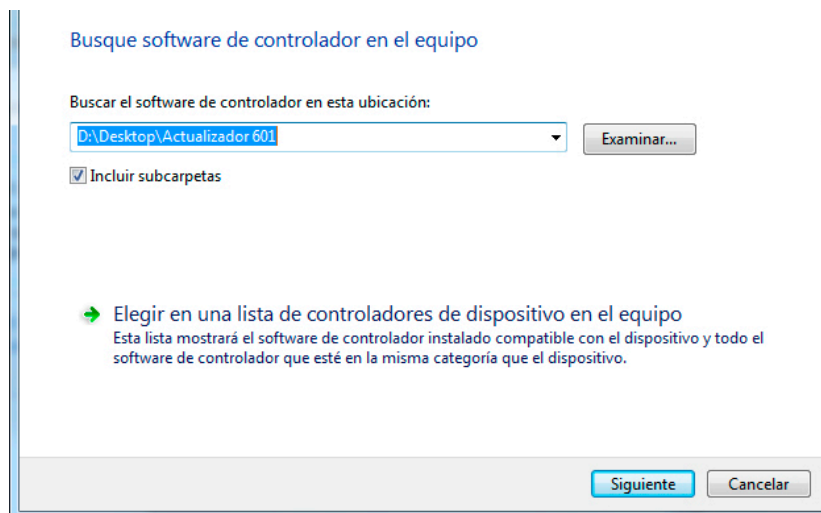 Busque software de controlador en el equipo
Buscar el software de controlador en esta ubicación:
D:\Desktop\Actualizador 601
Examinar...
Incluir subcarpetas
Elegir en una lista de controladores de dispositivo en el equipo
Esta lista mostrará el software de controlador instalado compatible con el dispositivo y todo el
software de controlador que esté en la misma categoría que el dispositivo.
Siguiente
Cancelar